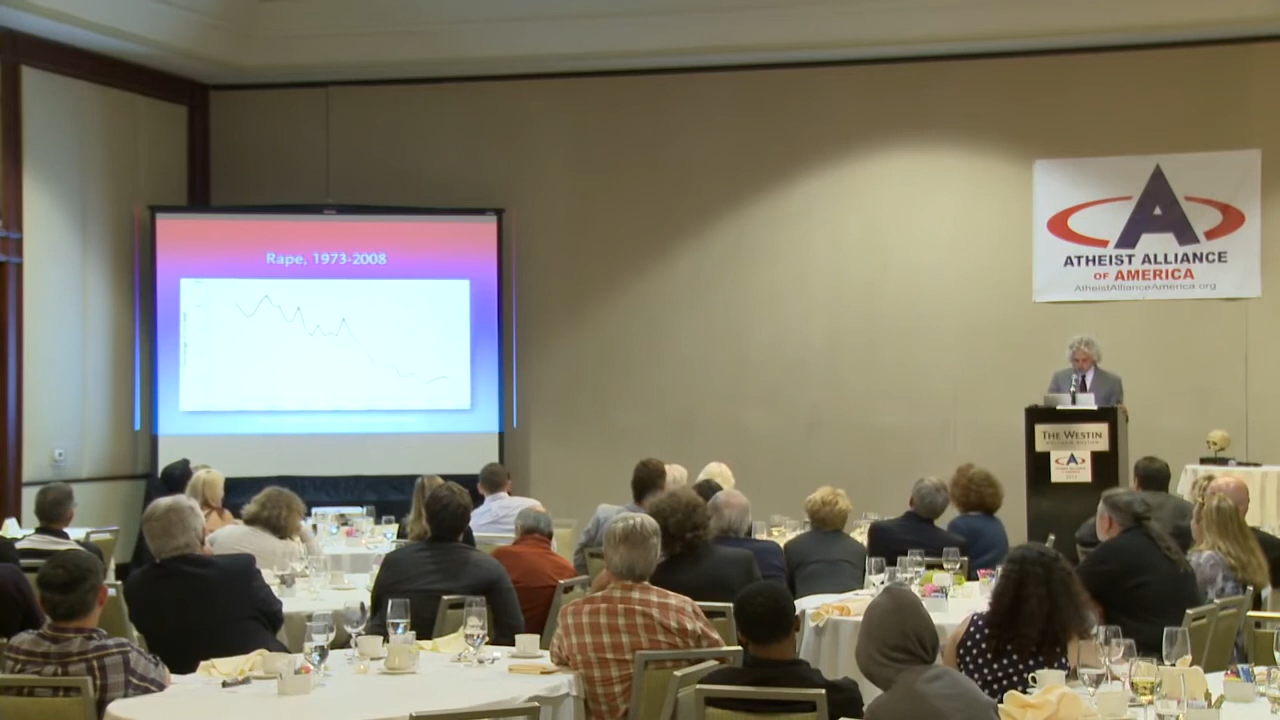 Rape, 1973-2008
A
ATHEIST ALLIANCE
OF AMERICA
AtheistAllianceAmerica.org
THE WESTIN